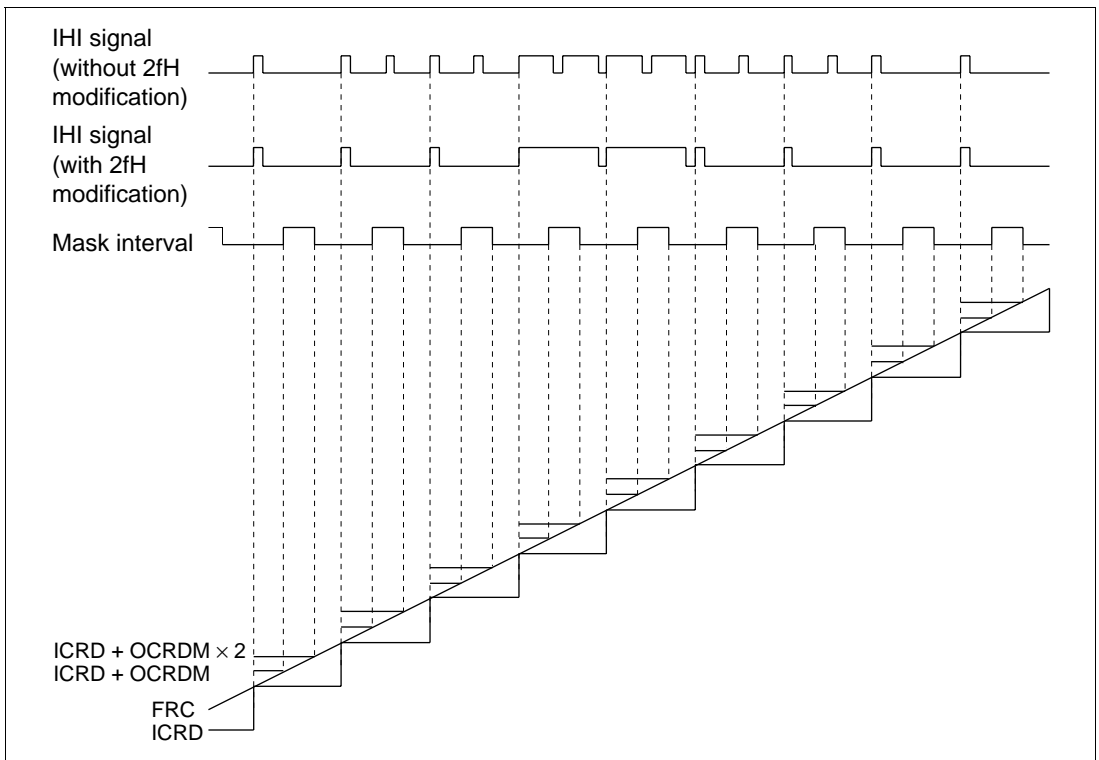 IHI signal
(without 2fH
modification)
IHI signal
(with 2fH
modification)
Mask interval
ICRD + OCRDM × 2
ICRD + OCRDM
FRC
ICRD